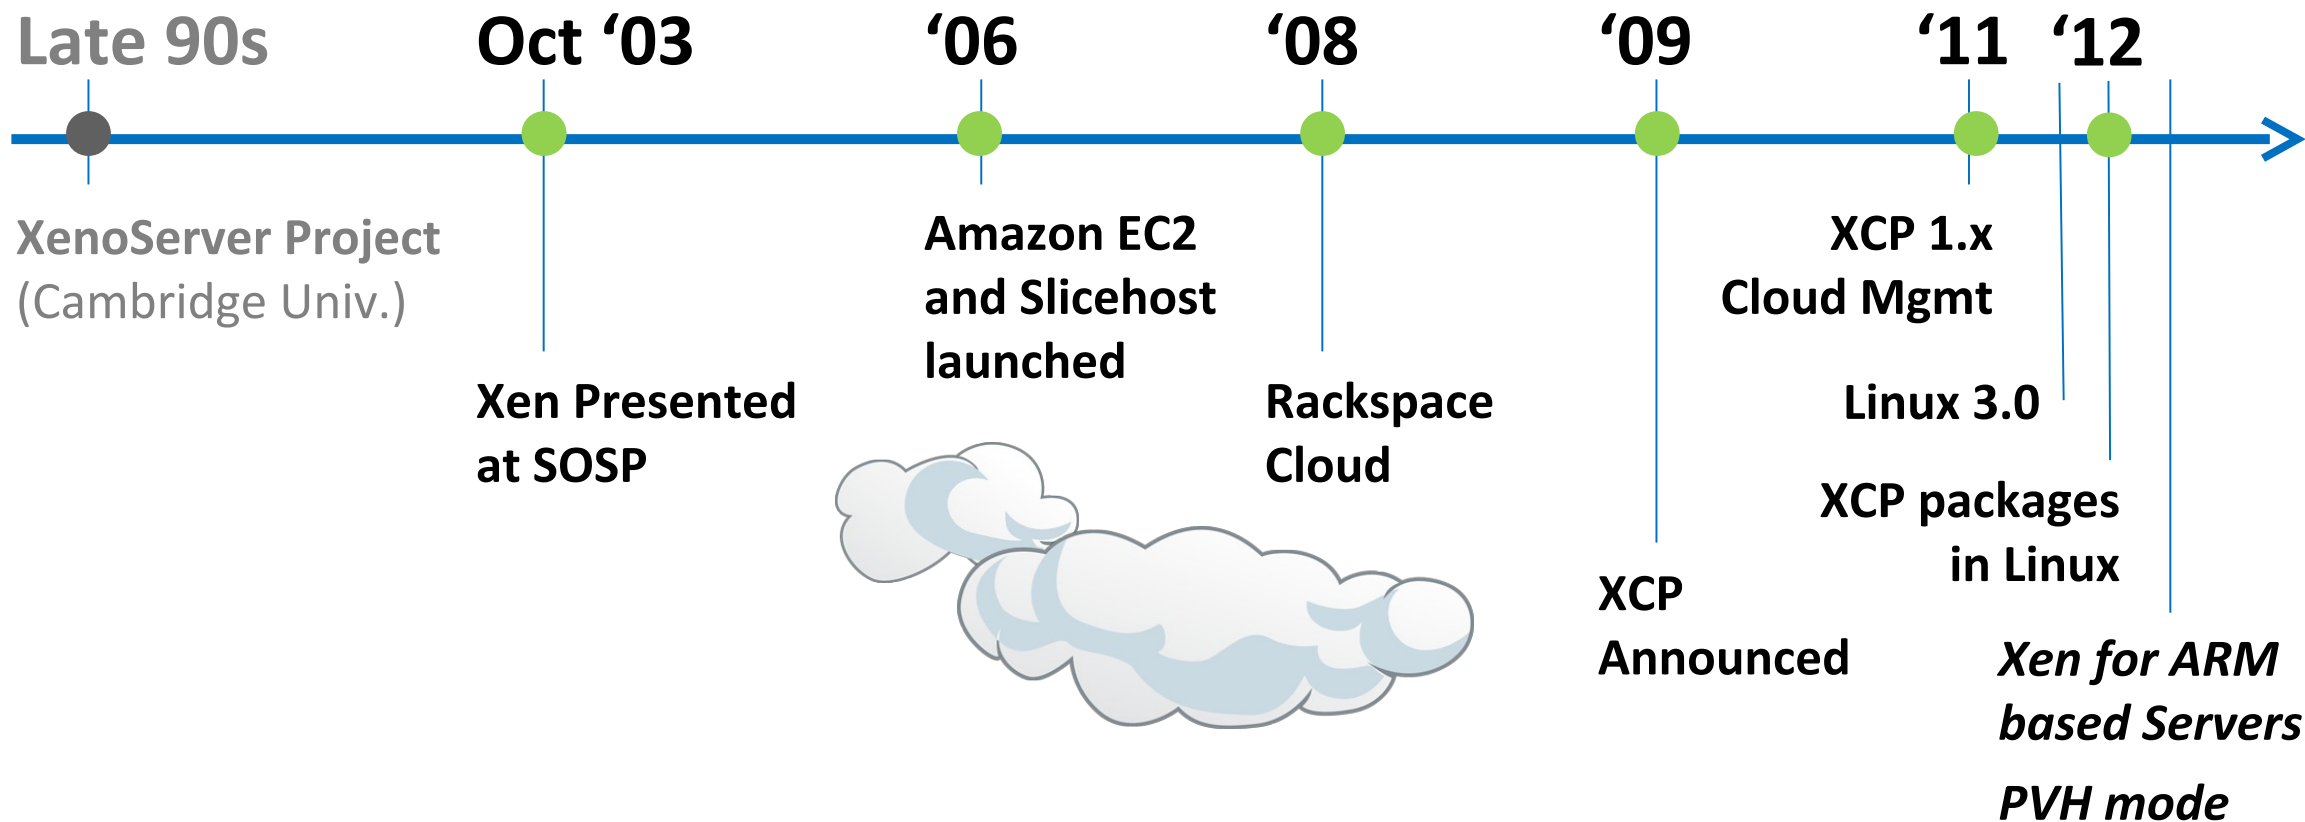 Late 90s
Oct ‘03
‘06
‘08
‘09
‘11
‘12
XenoServer Project
(Cambridge Univ.)
Xen Presented
at SOSP
Amazon EC2
and Slicehost
launched
Rackspace
Cloud
XCP
Announced
XCP 1.x
Cloud Mgmt
Linux 3.0
XCP packages
in Linux
Xen for ARM
based Servers
PVH mode